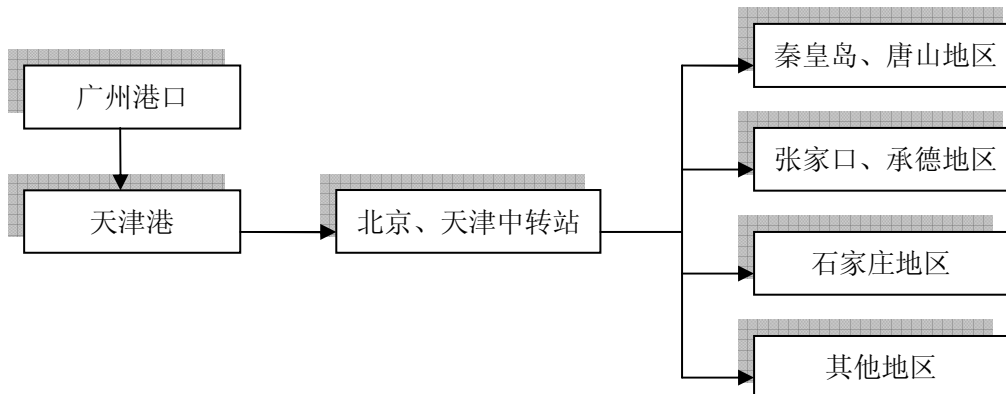 广州港口
天津港
北京、天津中转站
秦皇岛、唐山地区
张家口、承德地区
石家庄地区
其他地区